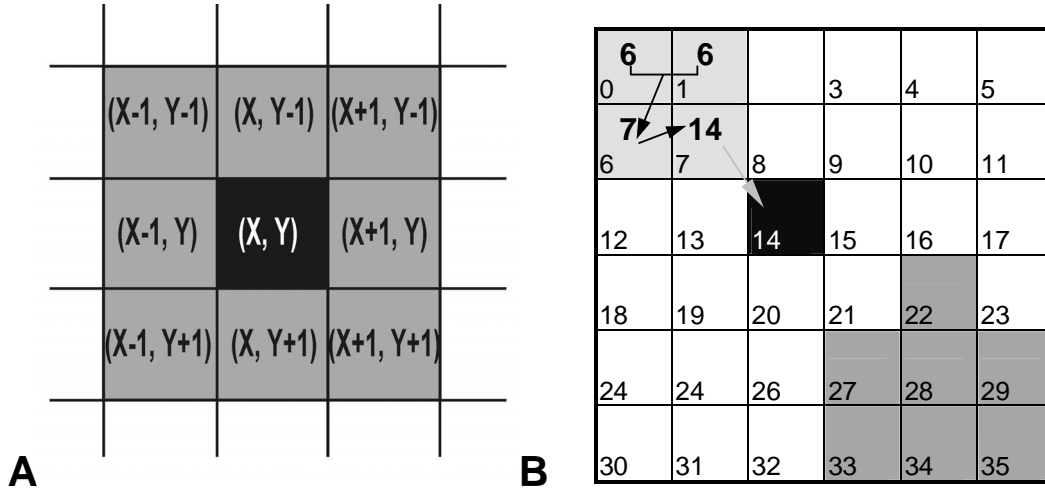 (X-1, Y-1) (X, Y-1) (X+1, Y-1)
(X-1, Y) (X, Y) (X+1, Y)
(X-1, Y+1) (X, Y+1) (X+1, Y+1)
A
6 6
0 1 3 4 5
7 14
6 7 8 9 10 11
12 13 14 15 16 17
18 19 20 21 22 23
24 24 26 27 28 29
30 31 32 33 34 35
B